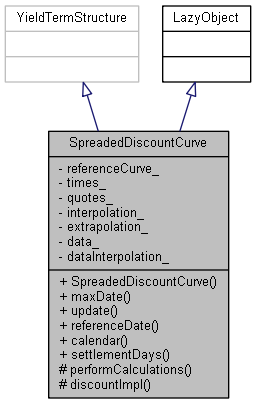 YieldTermStructure
LazyObject
SpreadedDiscountCurve
- referenceCurve_
- times_
- quotes_
- interpolation_
- extrapolation_
- data_
- dataInterpolation_
+ SpreadedDiscountCurve()
+ maxDate()
+ update()
+ referenceDate()
+ calendar()
+ settlementDays()
# performCalculations()
# discountImpl()